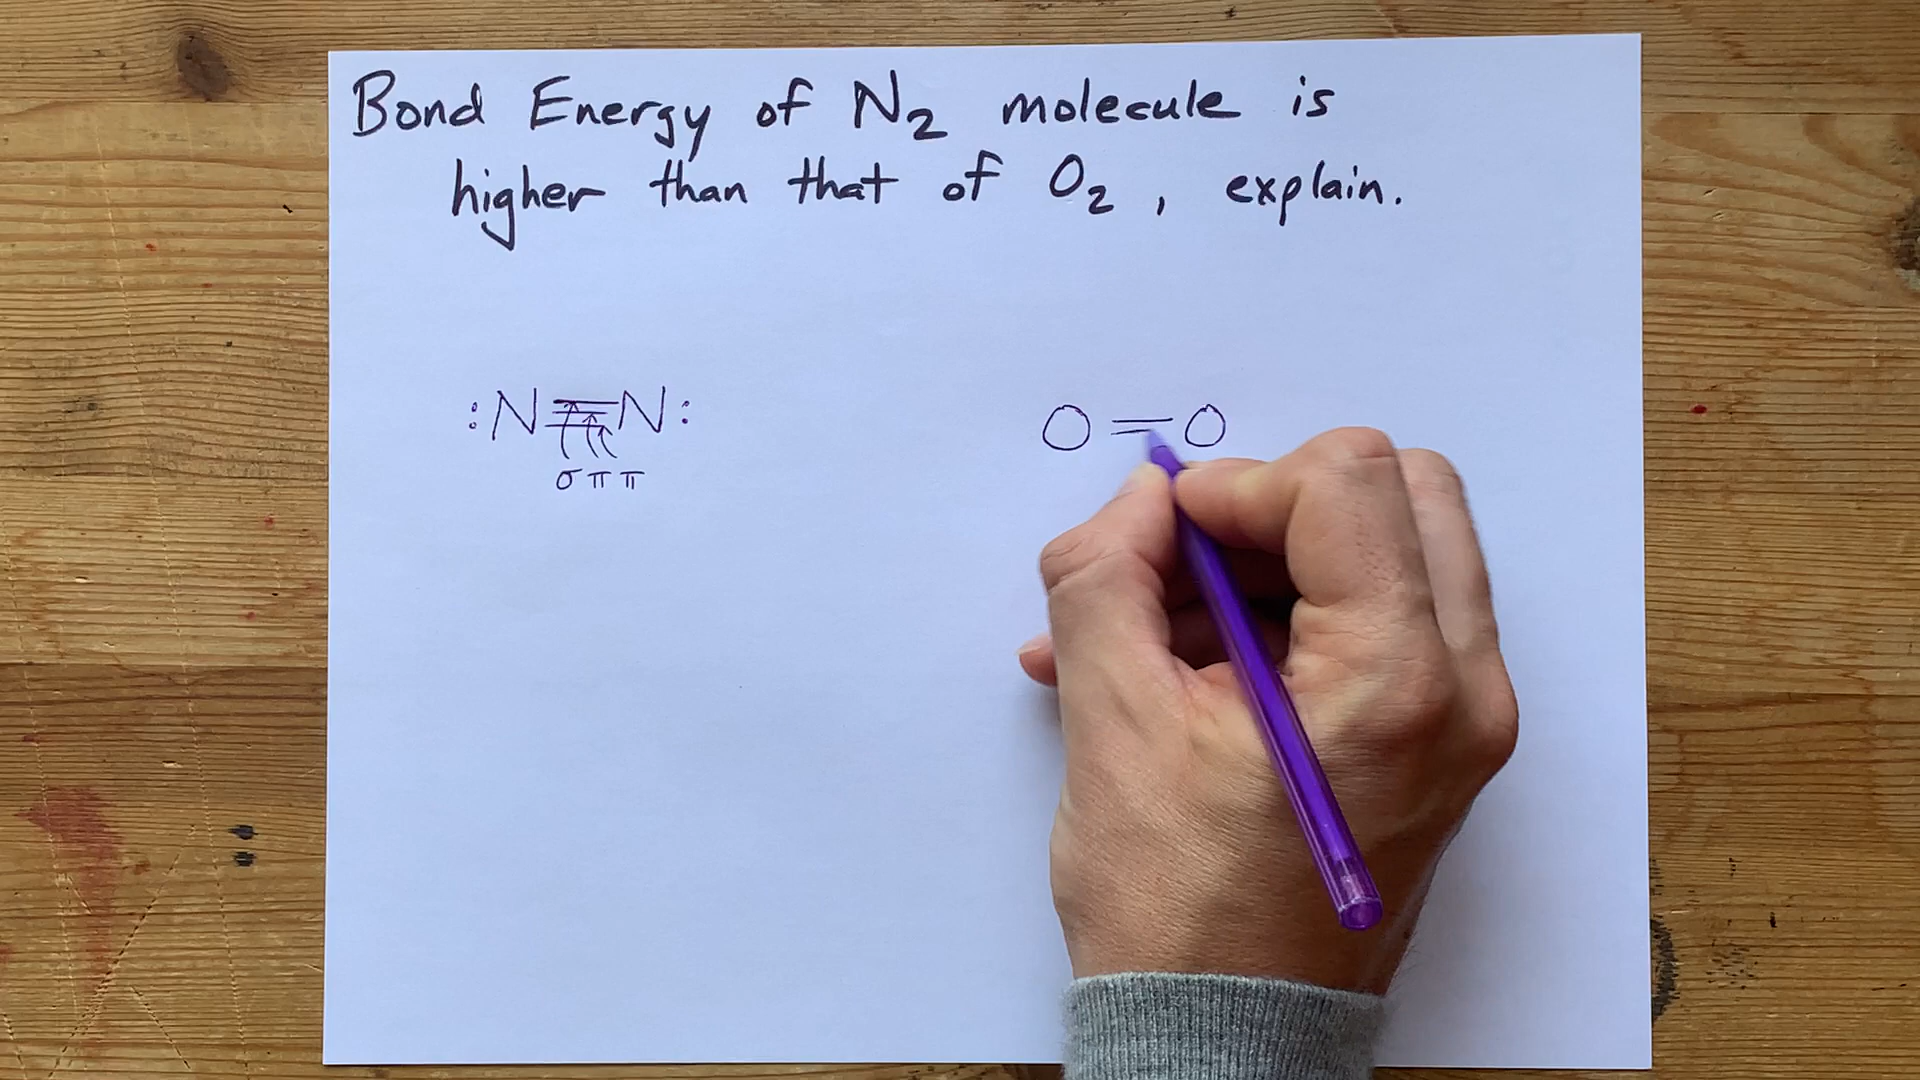 Bond Energy of N₂ molecule is
higher than that of O₂, explain.
:N≡N:
σ π π
O=O